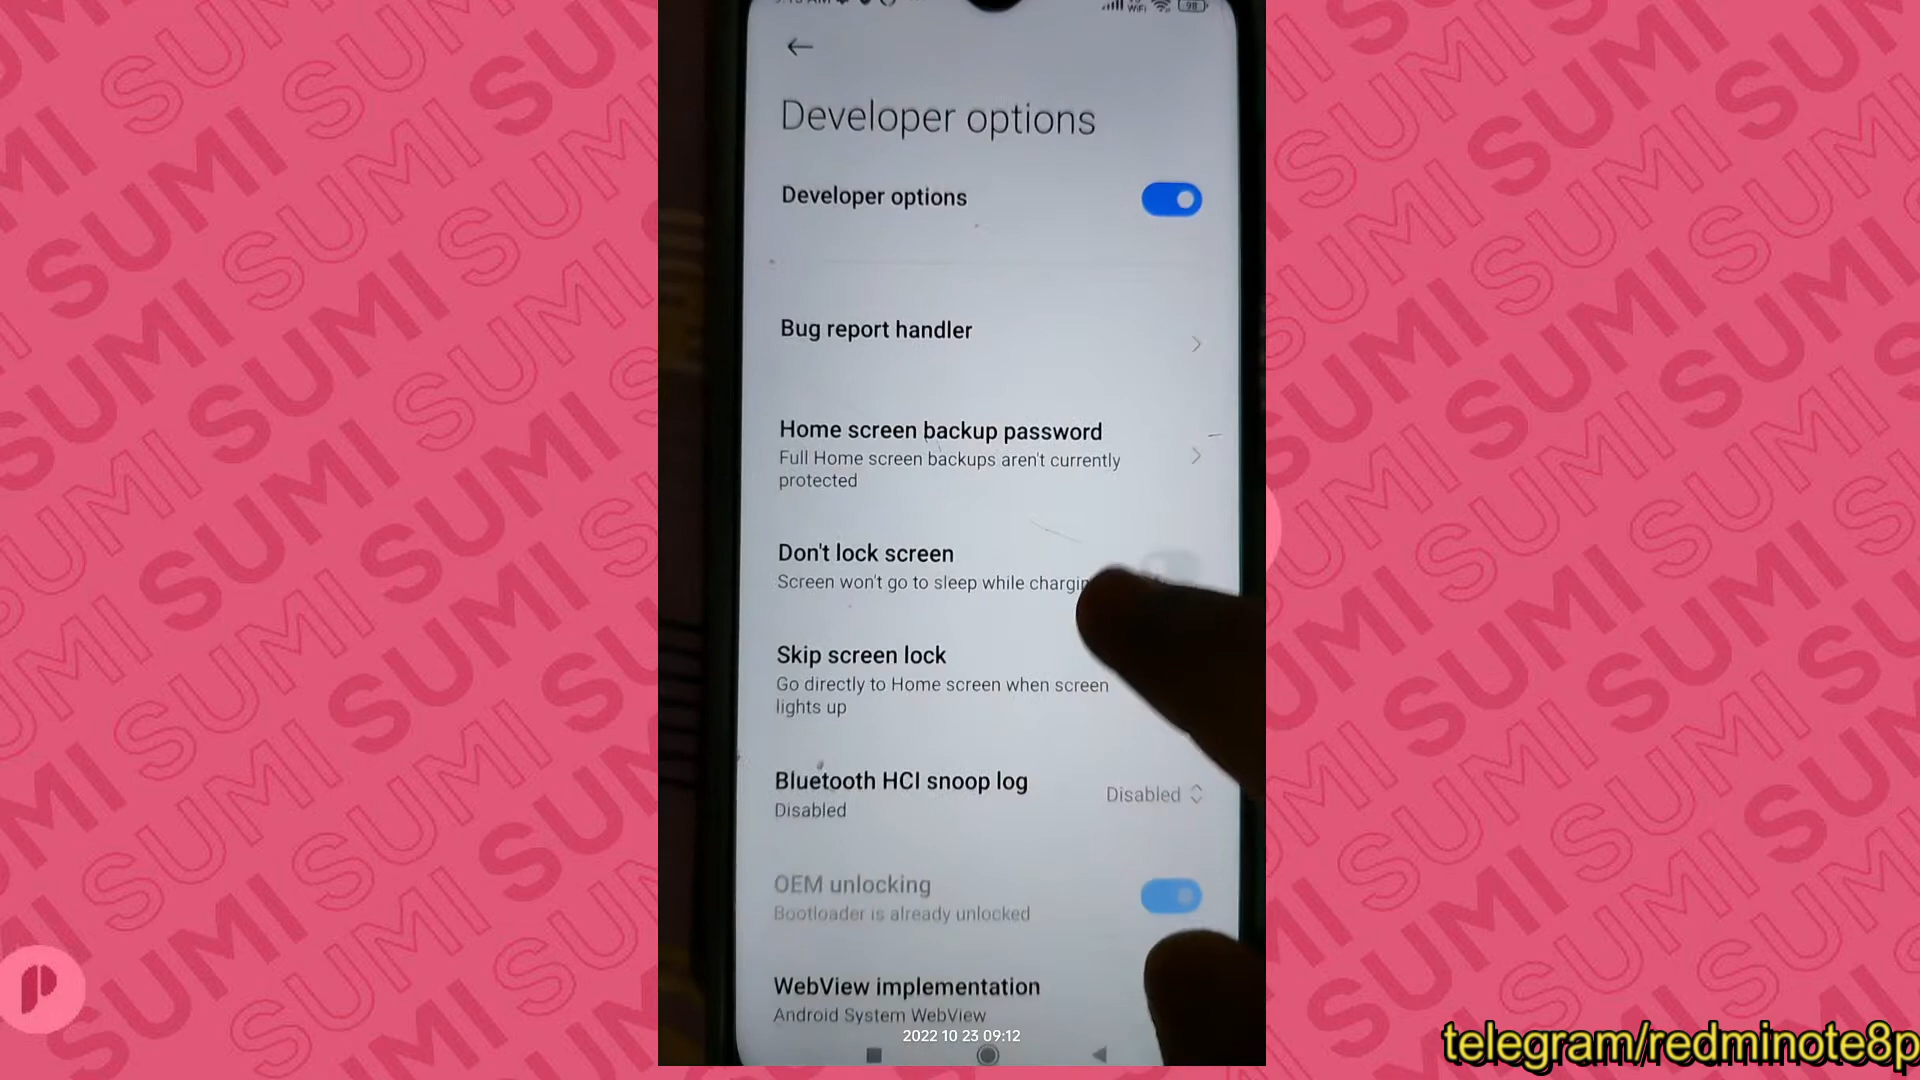 98
Developer options
Developer options
Bug report handler
Home screen backup password
Full Home screen backups aren't currently
protected
Don't lock screen
Screen won't go to sleep while
Skip screen lock
Go directly to Home screen when screen
lights up
Bluetooth HCI snoop log
Disabled
Disabled
OEM unlocking
Bootloader is already unlocked
WebView implementation
Android System WebView
2022 10 23 09:12
telegram/redminote8p
SUMI SUMI SUMI